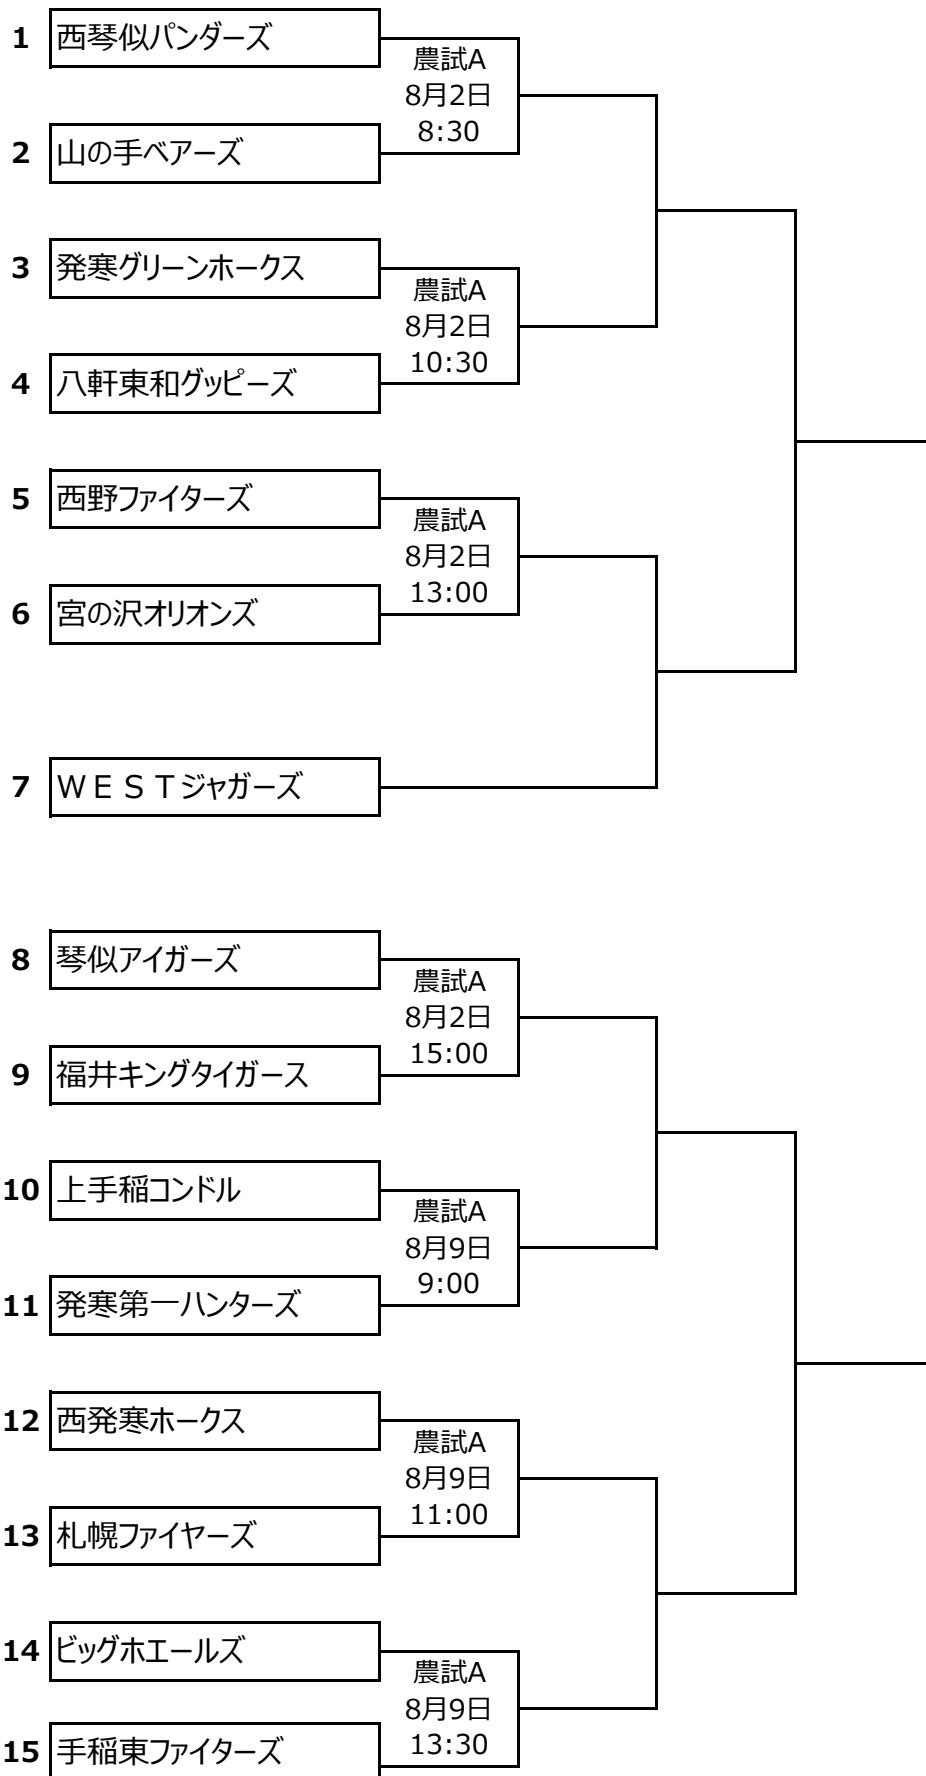 1 西琴似パンダーズ
農試A
8月2日
8:30
2 山の手ベアーズ
3 発寒グリーンホークス
農試A
8月2日
10:30
4 八軒東和グッピーズ
5 西野ファイターズ
農試A
8月2日
13:00
6 宮の沢オリオンズ
7 ＷＥＳＴジャガーズ
8 琴似アイガーズ
農試A
8月2日
15:00
9 福井キングタイガース
10 上手稲コンドル
農試A
8月9日
9:00
11 発寒第一ハンターズ
12 西発寒ホークス
農試A
8月9日
11:00
13 札幌ファイヤーズ
14 ビッグホエールズ
農試A
8月9日
13:30
15 手稲東ファイターズ